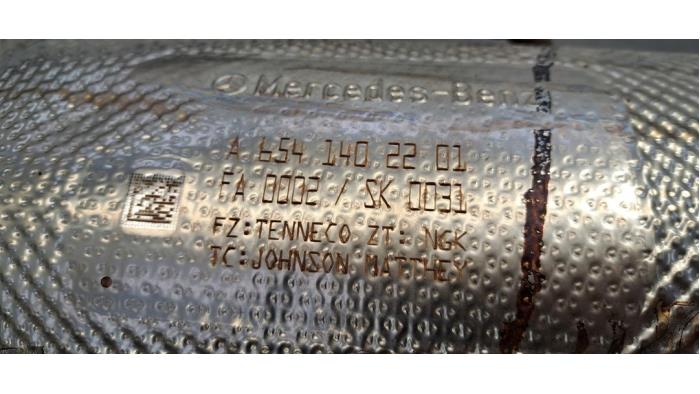 Mercedes-Benz
A 654 140 22 01
EA:0002 / SK 0031
FZ:TENNECO ZT: NGK
TC:JOHNSON MATTHEY